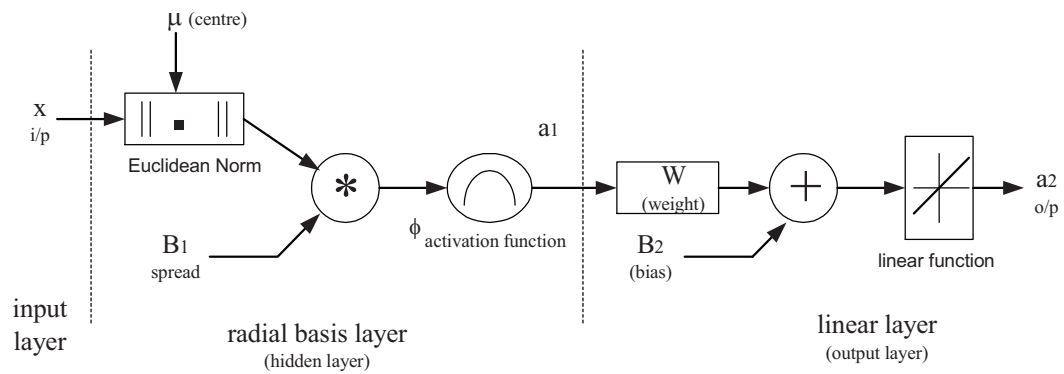 μ (centre)
x
i/p
|| . ||
Euclidean Norm
*
B1
spread
a1
ϕ activation function
W
(weight)
+
B2
(bias)
linear function
a2
o/p
input
layer
radial basis layer
(hidden layer)
linear layer
(output layer)